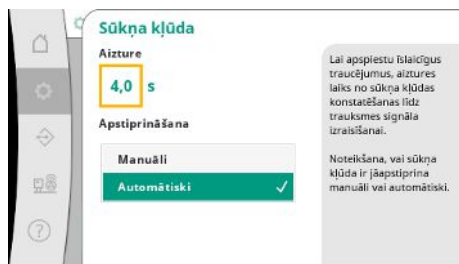 Sūkņa kļūda
Aizture
4,0 s
Apstiprināšana
Manuāli
Automātiski
Lai apspiestu īslaicīgus
traucējumus, aiztures
laiks no sūkņa kļūdas
konstatēšanas līdz
trauksmes signāla
izraisīšanai.
Noteikšana, vai sūkņa
kļūda ir jāapstiprina
manuāli vai automātiski.